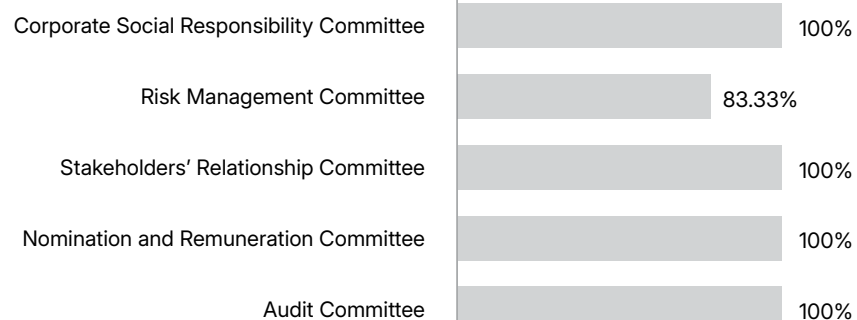 Corporate Social Responsibility Committee 100%
Risk Management Committee 83.33%
Stakeholders’ Relationship Committee 100%
Nomination and Remuneration Committee 100%
Audit Committee 100%